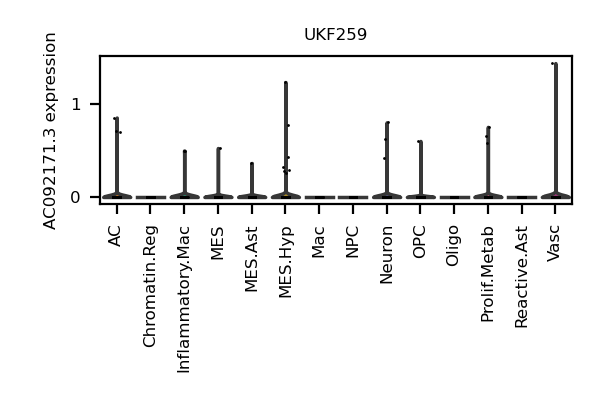 UKF259
AC092171.3 expression
1
0
AC
Chromatin.Reg
Inflammatory.Mac
MES
MES.Ast
MES.Hyp
Mac
NPC
Neuron
OPC
Oligo
Prolif.Metab
Reactive.Ast
Vasc